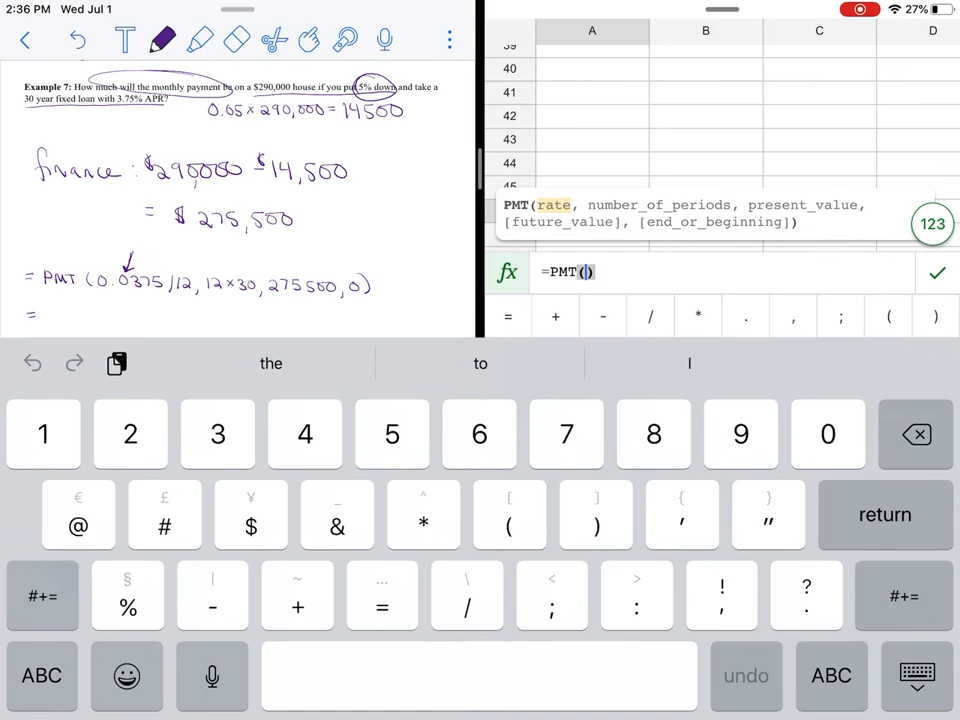 2:36 PM Wed Jul 1
27%
T
Example 7: How much will the monthly payment be on a $290,000 house if you put 5% down and take a
30 year fixed loan with 3.75% APR?
0.05 × 290,000 = 14500
finance : $290,000 - $14,500
= $ 275,500
= PMT (0.0375/12, 12×30, 275500, 0)
=
A B C D
39
40
41
42
43
44
45
PMT(rate, number_of_periods, present_value,
[future_value], [end_or_beginning])
123
fx =PMT()
= + - / * . , ; ( )
the to I
1 2 3 4 5 6 7 8 9 0
€ £ ¥ _ ^ [ ] { }
@ # $ & * ( ) ' " return
§ | ~ … = \ < >
#+= % - + = / ; : ! , ? . #+=
ABC undo ABC